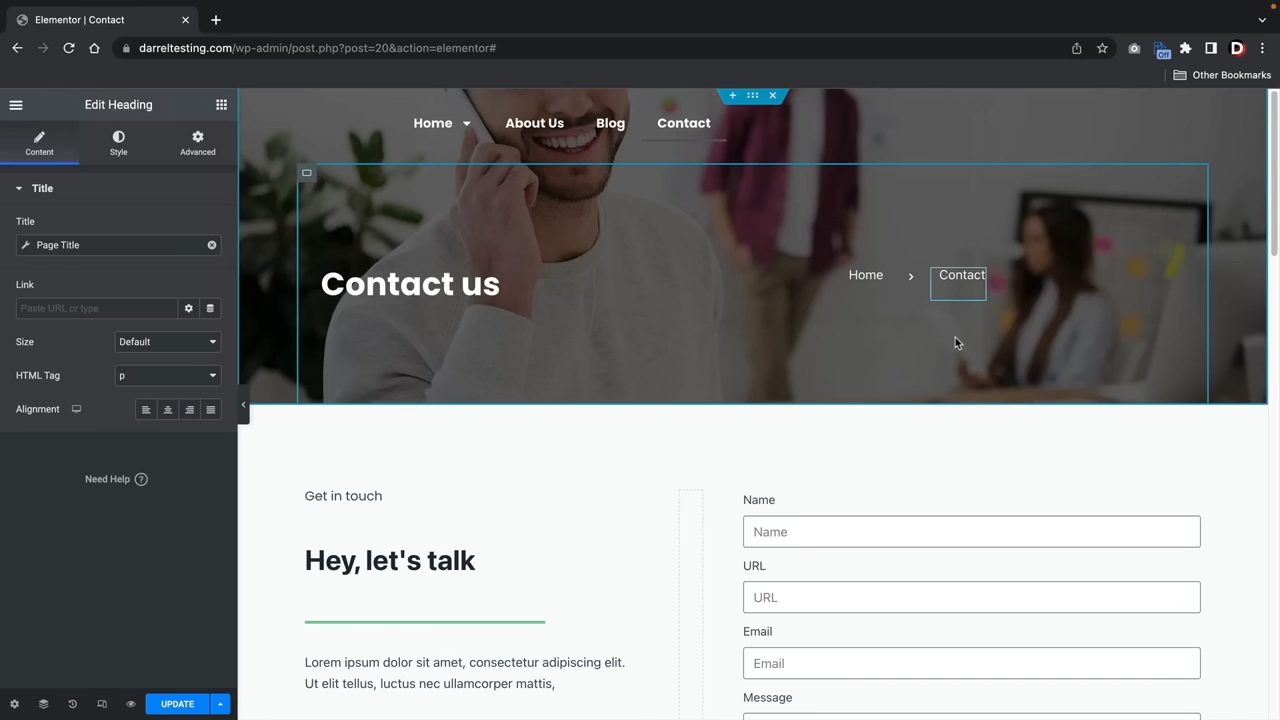 Elementor | Contact
darreltesting.com/wp-admin/post.php?post=20&action=elementor#
Off
D
Other Bookmarks
Edit Heading
Content
Style
Advanced
Title
Title
Page Title
Link
Paste URL or type
Size
Default
HTML Tag
p
Alignment
Need Help
UPDATE
Home
About Us
Blog
Contact
Contact us
Home
Contact
Get in touch
Hey, let's talk
Lorem ipsum dolor sit amet, consectetur adipiscing elit.
Ut elit tellus, luctus nec ullamcorper mattis,
Name
Name
URL
URL
Email
Email
Message